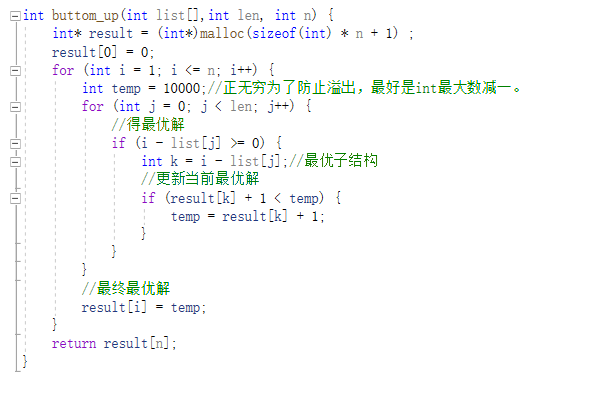 int buttom_up(int list[],int len, int n) {
int* result = (int*)malloc(sizeof(int) * n + 1) ;
result[0] = 0;
for (int i = 1; i <= n; i++) {
int temp = 10000;//正无穷为了防止溢出，最好是int最大数减一。
for (int j = 0; j < len; j++) {
//得最优解
if (i - list[j] >= 0) {
int k = i - list[j];//最优子结构
//更新当前最优解
if (result[k] + 1 < temp) {
temp = result[k] + 1;
}
}
}
//最终最优解
result[i] = temp;
}
return result[n];
}